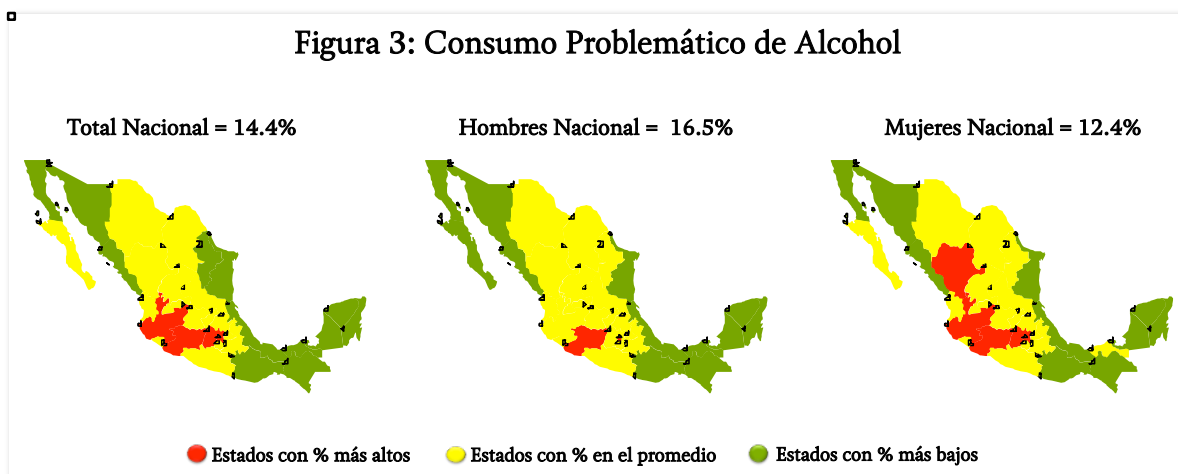 Figura 3: Consumo Problemático de Alcohol
Total Nacional = 14.4%
Hombres Nacional = 16.5%
Mujeres Nacional = 12.4%
Estados con % más altos
Estados con % en el promedio
Estados con % más bajos